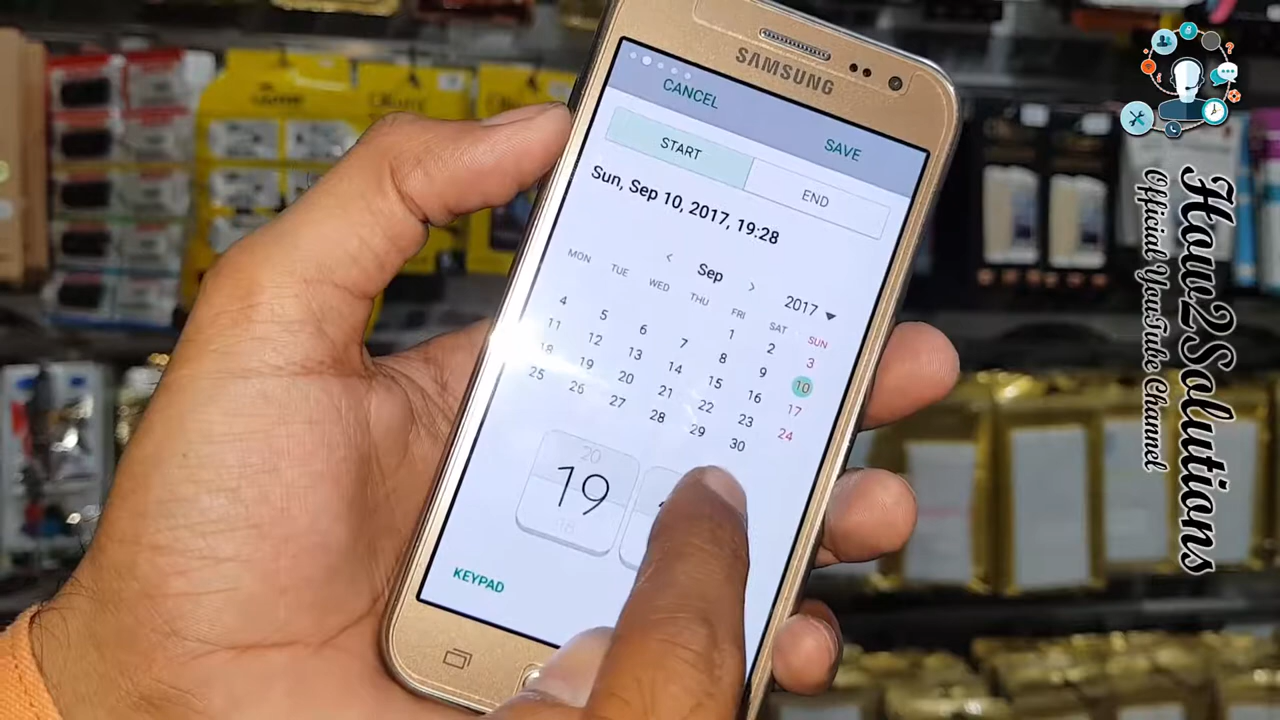 SAMSUNG
CANCEL
SAVE
START
END
Sun, Sep 10, 2017, 19:28
< Sep > 2017
MON TUE WED THU FRI SAT SUN
1 2 3
4 5 6 7 8 9 10
11 12 13 14 15 16 17
18 19 20 21 22 23 24
25 26 27 28 29 30
20
19
18
KEYPAD
How2Solutions
Official YouTube Channel